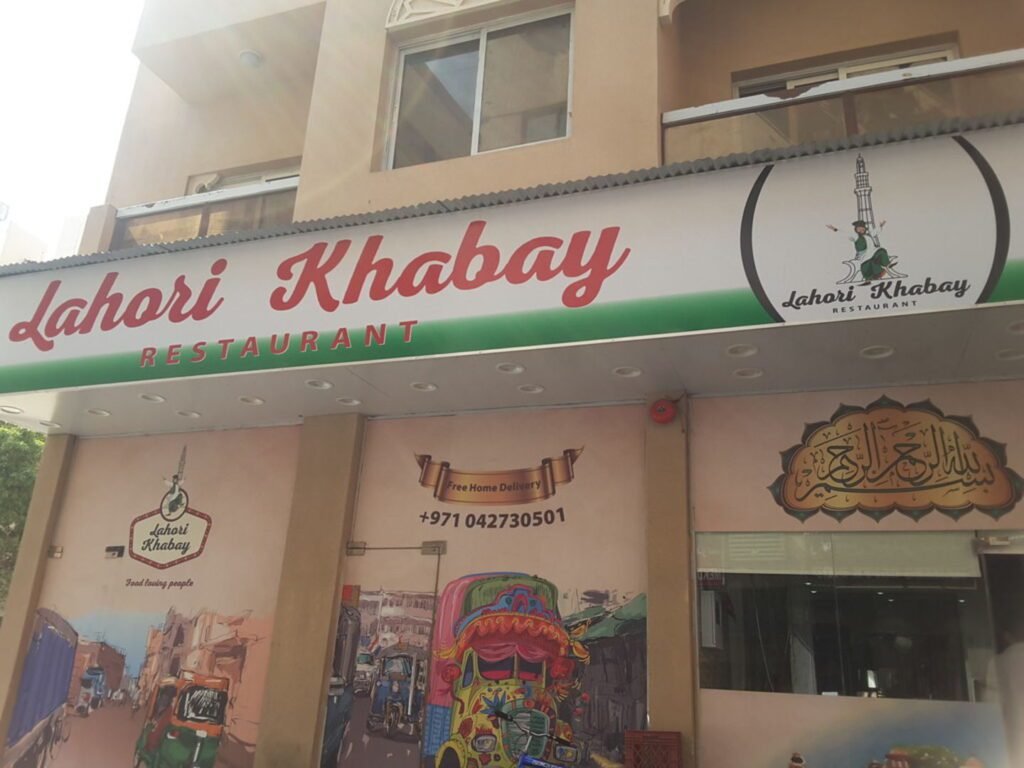 Lahori Khabay
RESTAURANT
Lahori Khabay
RESTAURANT
Lahori
Khabay
Food loving people
Free Home Delivery
+971 042730501
بسم الله الرحمن الرحيم